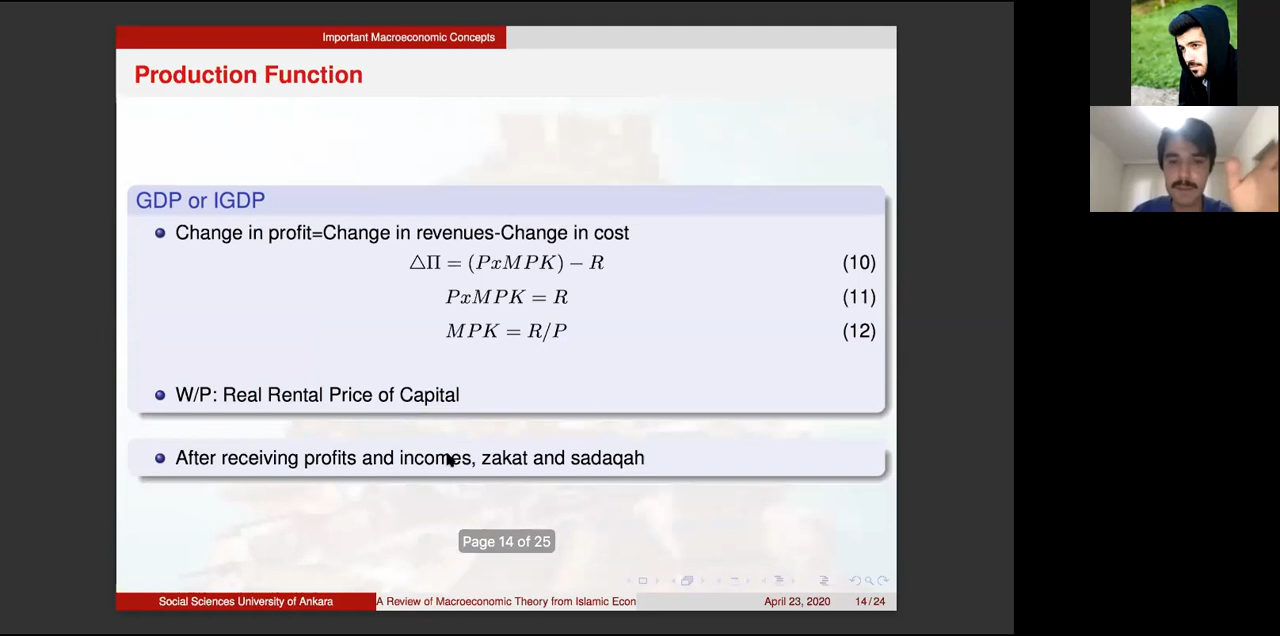 Important Macroeconomic Concepts
Production Function
GDP or IGDP
Change in profit=Change in revenues-Change in cost
△Π = (PxMPK) − R (10)
PxMPK = R (11)
MPK = R/P (12)
W/P: Real Rental Price of Capital
After receiving profits and incomes, zakat and sadaqah
Page 14 of 25
Social Sciences University of Ankara A Review of Macroeconomic Theory from Islamic Econ April 23, 2020 14/24